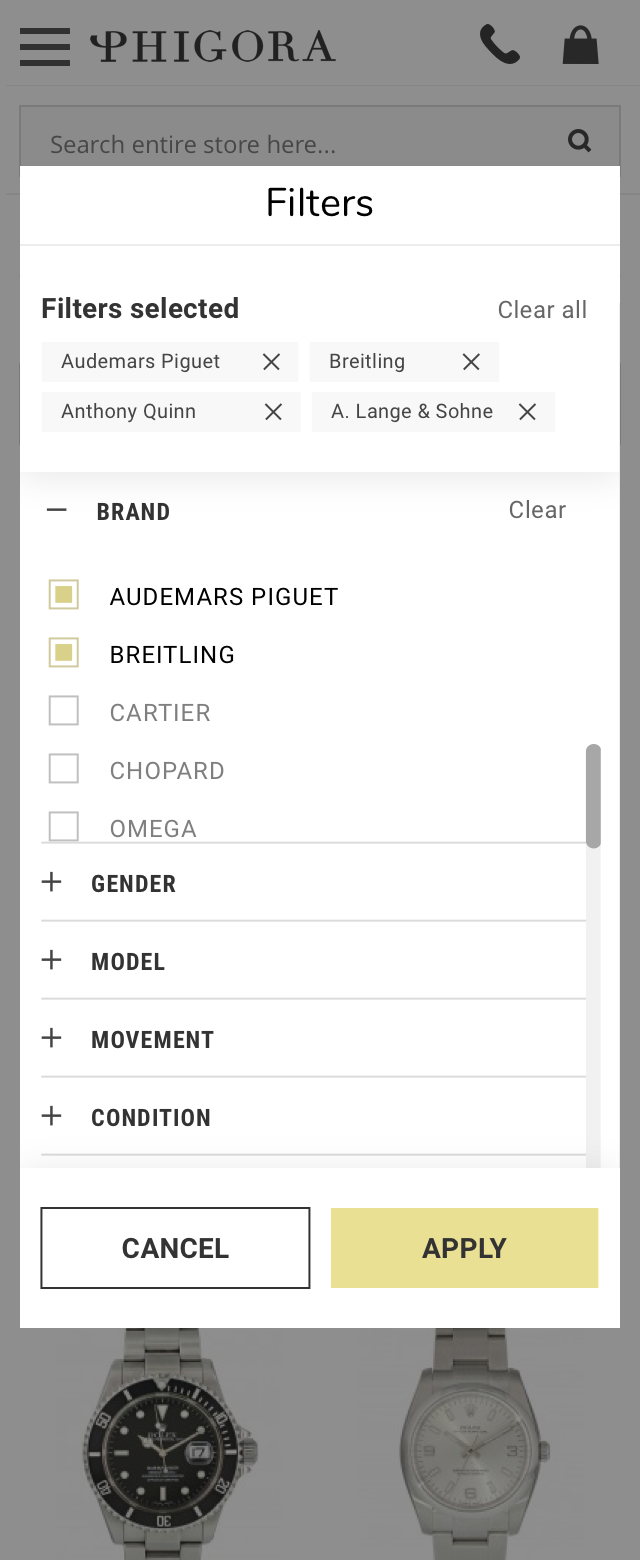 PHIGORA
Search entire store here...
Filters
Filters selected
Clear all
Audemars Piguet
Breitling
Anthony Quinn
A. Lange & Sohne
BRAND
Clear
AUDEMARS PIGUET
BREITLING
CARTIER
CHOPARD
OMEGA
GENDER
MODEL
MOVEMENT
CONDITION
CANCEL
APPLY
ROLEX